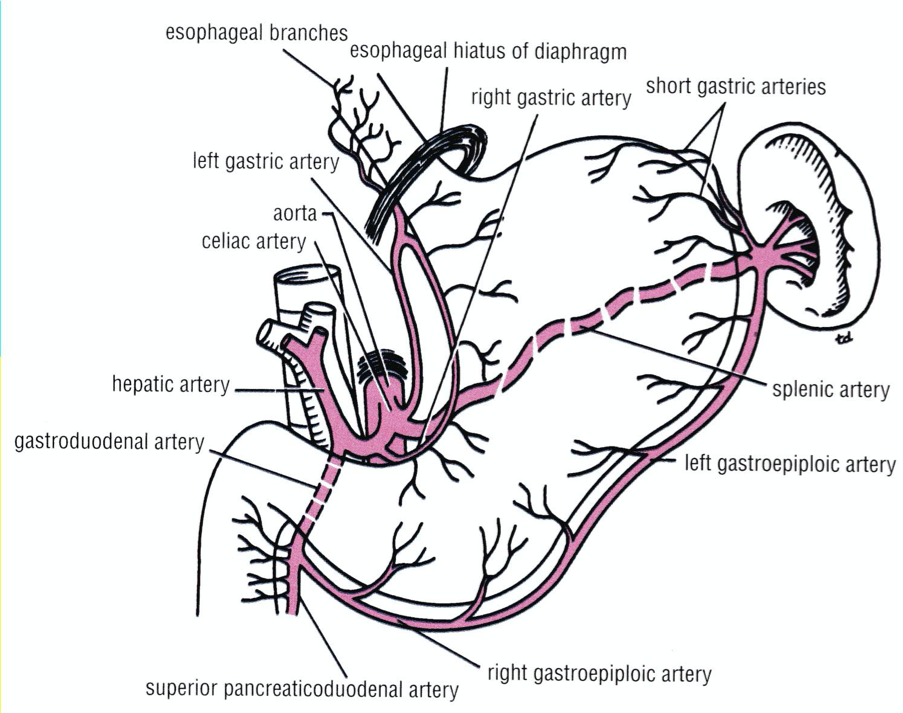 esophageal branches
esophageal hiatus of diaphragm
right gastric artery
short gastric arteries
left gastric artery
aorta
celiac artery
hepatic artery
gastroduodenal artery
splenic artery
left gastroepiploic artery
right gastroepiploic artery
superior pancreaticoduodenal artery
td